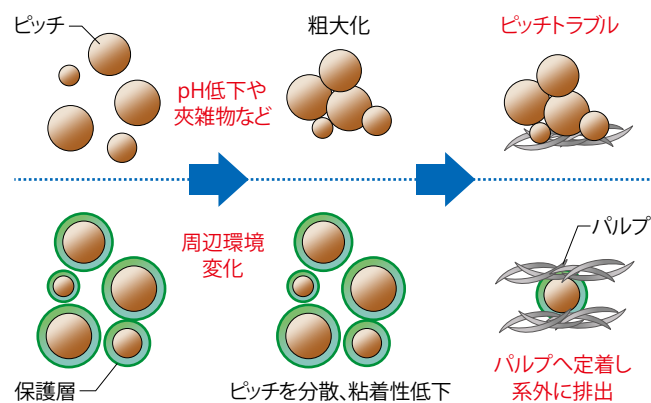 ピッチ
粗大化
ピッチトラブル
pH低下や
夾雑物など
周辺環境
変化
パルプ
保護層
ピッチを分散、粘着性低下
パルプへ定着し
系外に排出